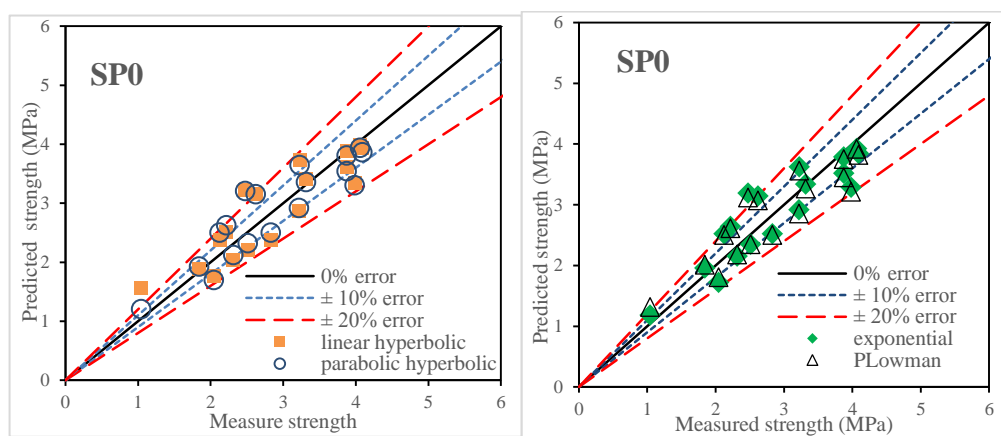 SP0
Predicted strength (MPa)
6
5
4
3
2
1
0
0% error
± 10% error
± 20% error
linear hyperbolic
parabolic hyperbolic
0 1 2 3 4 5 6
Measure strength
SP0
Predicted strength (MPa)
6
5
4
3
2
1
0
0% error
± 10% error
± 20% error
exponential
PLowman
0 1 2 3 4 5 6
Measured strength (MPa)